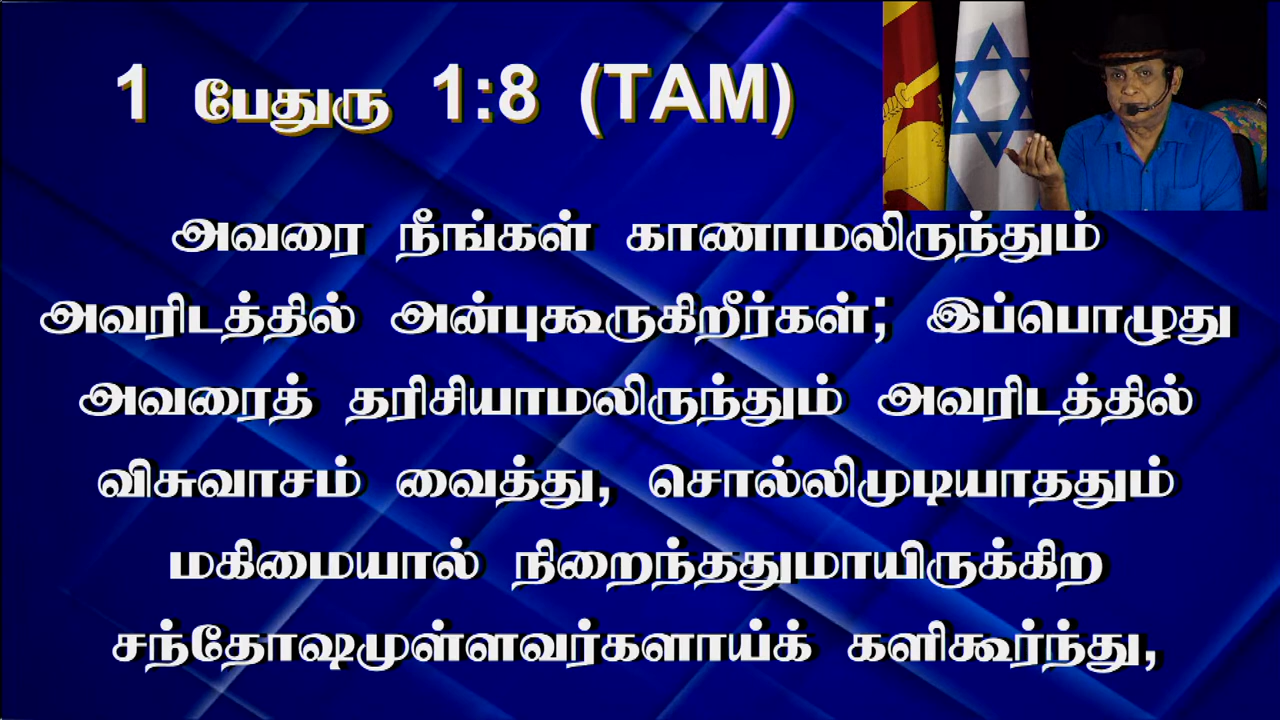 1 பேதுரு 1:8 (TAM)
அவரை நீங்கள் காணாமலிருந்தும்
அவரிடத்தில் அன்புகூருகிறீர்கள்; இப்பொழுது
அவரைத் தரிசியாமலிருந்தும் அவரிடத்தில்
விசுவாசம் வைத்து, சொல்லிமுடியாததும்
மகிமையால் நிறைந்ததுமாயிருக்கிற
சந்தோஷமுள்ளவர்களாய்க் களிகூர்ந்து,